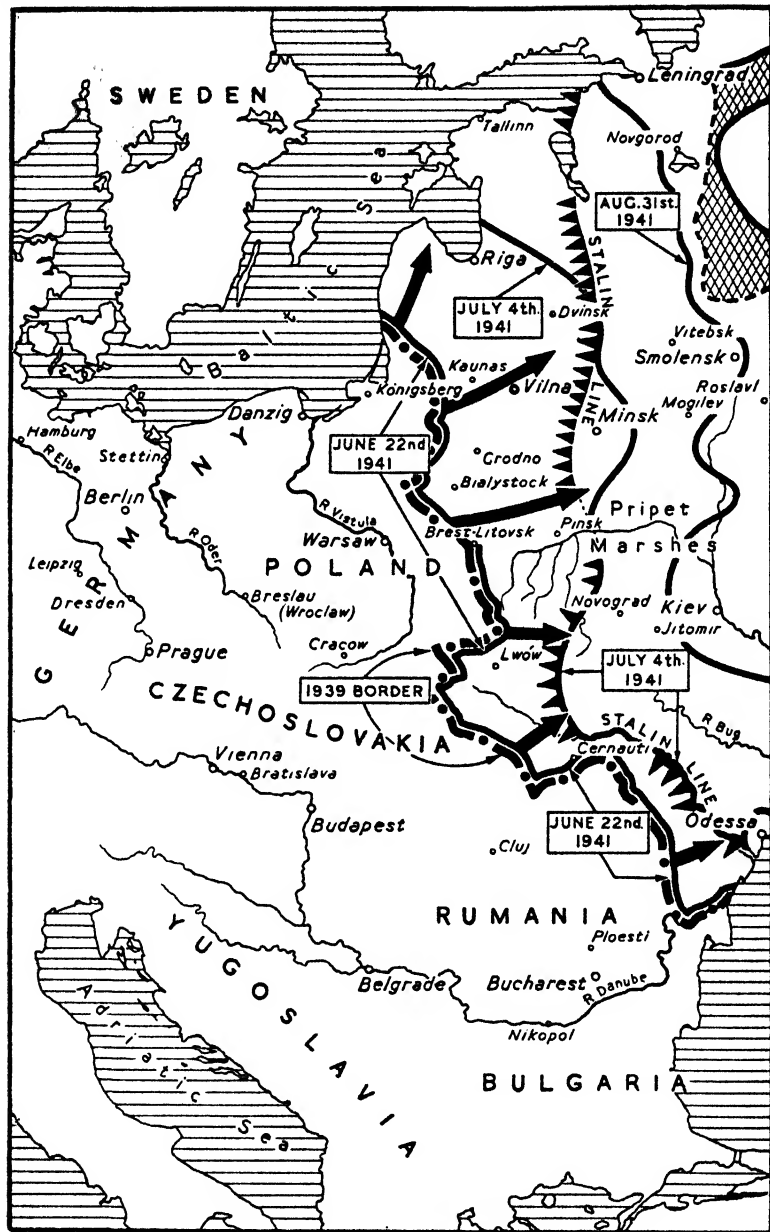 SWEDEN
Leningrad
Tallinn
Novgorod
AUG. 31st.
1941
Baltic Sea
Riga
STALIN LINE
JULY 4th.
1941
Dvinsk
Vitebsk
Smolensk
Kaunas
Königsberg
Vilna
Roslavl
Mogilev
Minsk
Danzig
Hamburg
R Elbe
Stettin
JUNE 22nd
1941
Grodno
Bialystock
Berlin
GERMANY
R Vistula
R Oder
Warsaw
Brest-Litovsk
Pinsk
Pripet
Marshes
POLAND
Leipzig
Dresden
Breslau
(Wroclaw)
Novograd
Kiev
Jitomir
Prague
Cracow
Lwów
JULY 4th.
1941
1939 BORDER
CZECHOSLOVAKIA
STALIN LINE
R Bug
Cernauti
Vienna
Bratislava
Budapest
Odessa
JUNE 22nd.
1941
Cluj
RUMANIA
YUGOSLAVIA
Ploesti
Belgrade
Bucharest
R Danube
Nikopol
Adriatic Sea
BULGARIA